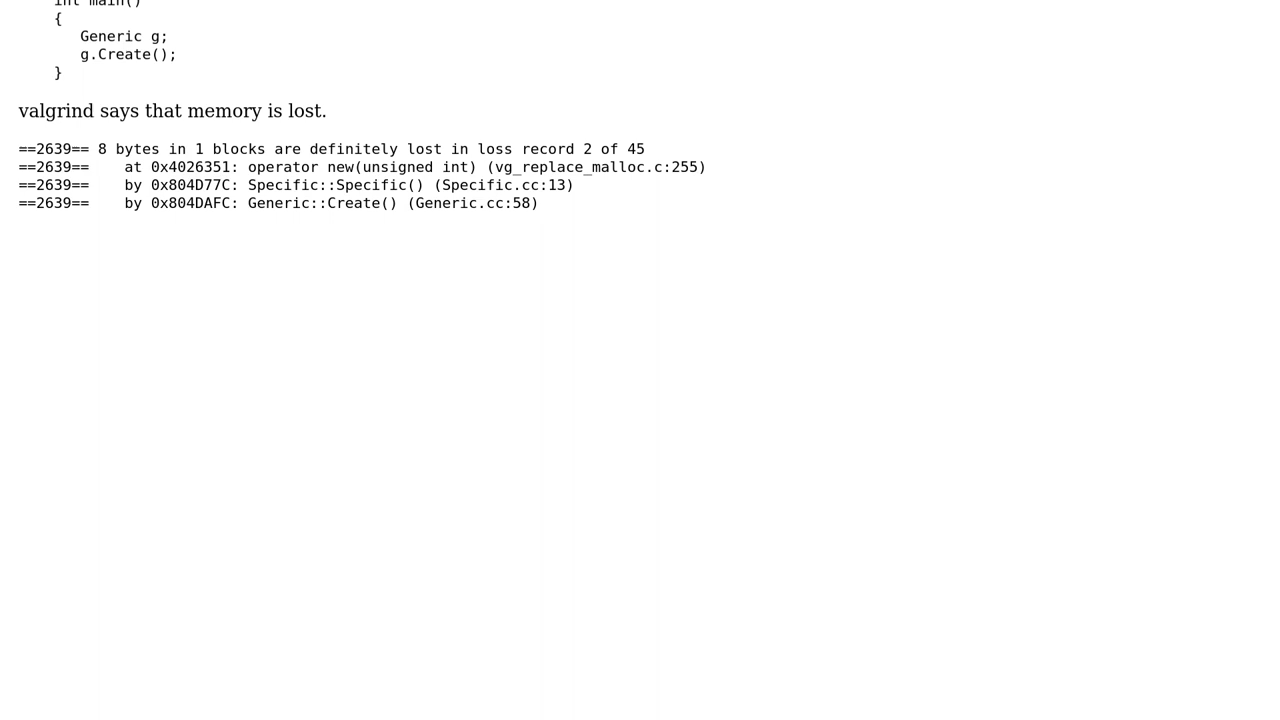 int main()
{
Generic g;
g.Create();
}
valgrind says that memory is lost.
==2639== 8 bytes in 1 blocks are definitely lost in loss record 2 of 45
==2639==    at 0x4026351: operator new(unsigned int) (vg_replace_malloc.c:255)
==2639==    by 0x804D77C: Specific::Specific() (Specific.cc:13)
==2639==    by 0x804DAFC: Generic::Create() (Generic.cc:58)